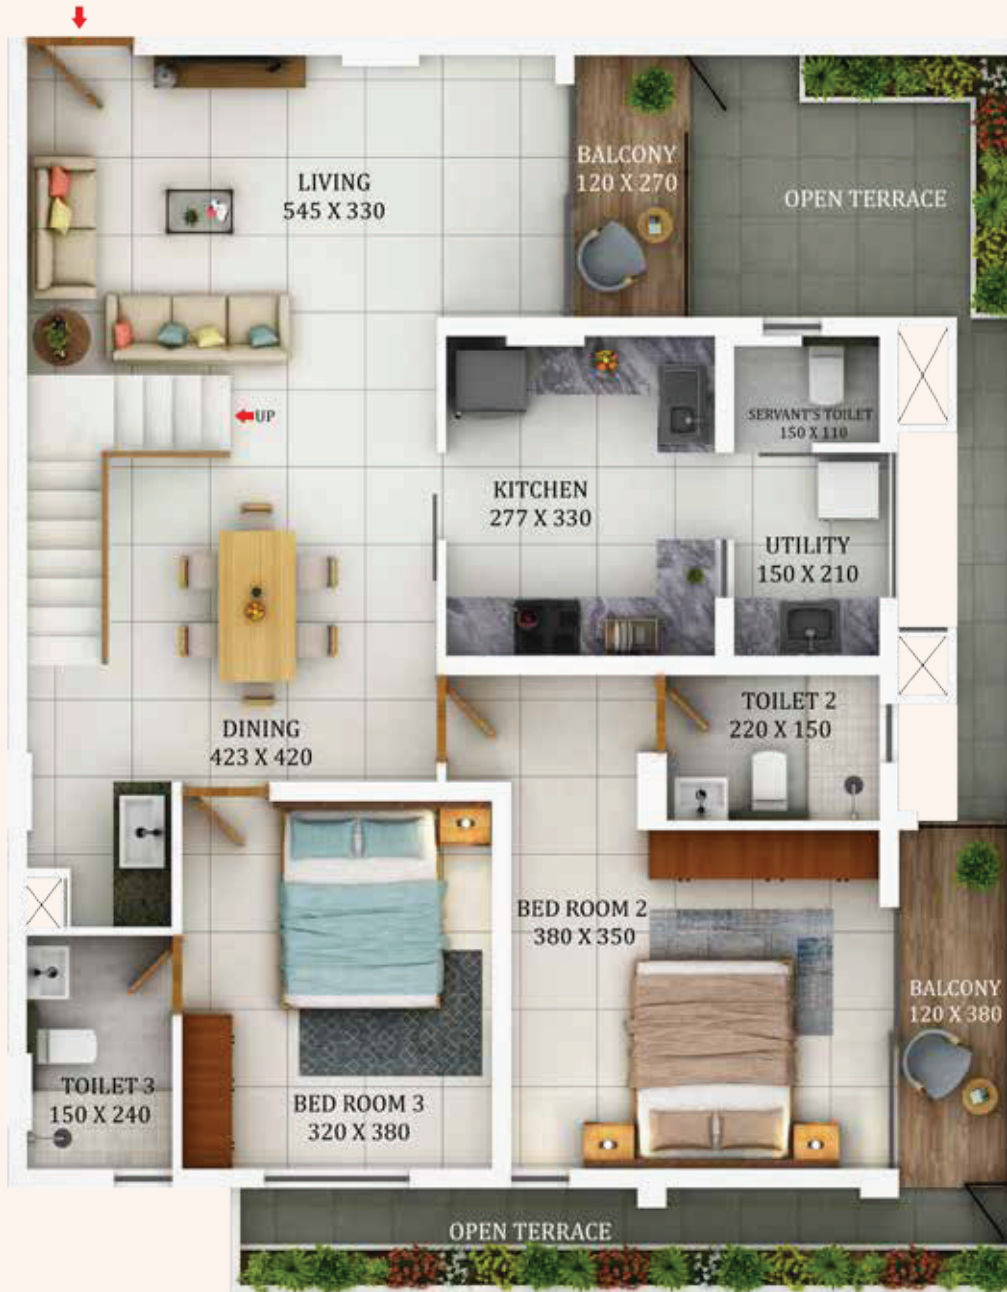 LIVING
545 X 330
BALCONY
120 X 270
OPEN TERRACE
UP
SERVANT'S TOILET
150 X 110
KITCHEN
277 X 330
UTILITY
150 X 210
TOILET 2
220 X 150
DINING
423 X 420
BED ROOM 2
380 X 350
BALCONY
120 X 380
TOILET 3
150 X 240
BED ROOM 3
320 X 380
OPEN TERRACE